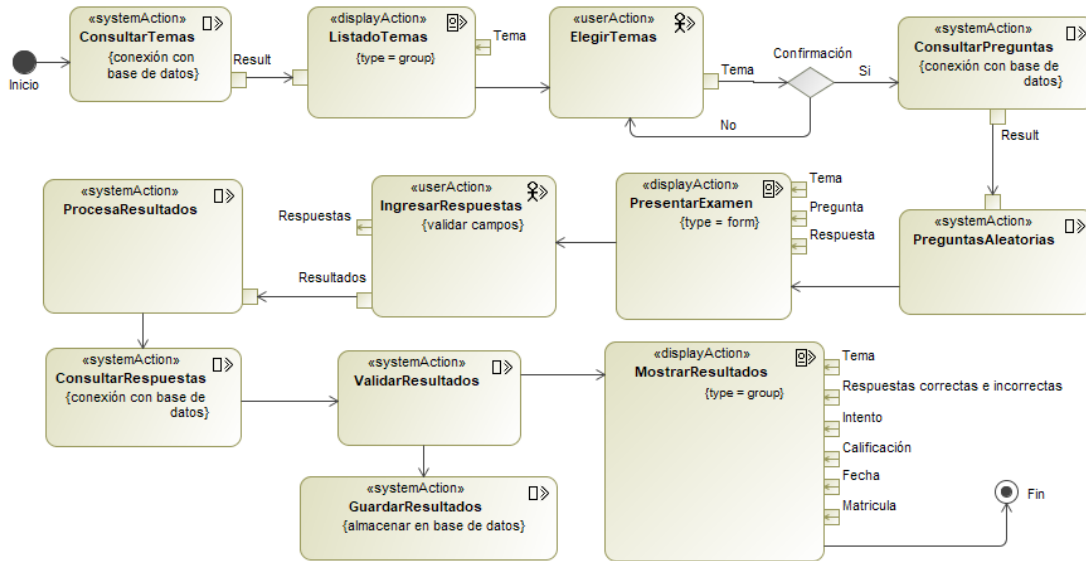 Inicio
«systemAction»
ConsultarTemas
{conexión con
base de datos}
Result
«displayAction»
ListadoTemas
{type = group}
Tema
«userAction»
ElegirTemas
Tema
Confirmación
Si
No
«systemAction»
ConsultarPreguntas
{conexión con base de
datos}
Result
«systemAction»
PreguntasAleatorias
«displayAction»
PresentarExamen
{type = form}
Tema
Pregunta
Respuesta
«userAction»
IngresarRespuestas
{validar campos}
Respuestas
Resultados
«systemAction»
ProcesaResultados
«systemAction»
ConsultarRespuestas
{conexión con base de
datos}
«systemAction»
ValidarResultados
«systemAction»
GuardarResultados
{almacenar en base de datos}
«displayAction»
MostrarResultados
{type = group}
Tema
Respuestas correctas e incorrectas
Intento
Calificación
Fecha
Matricula
Fin